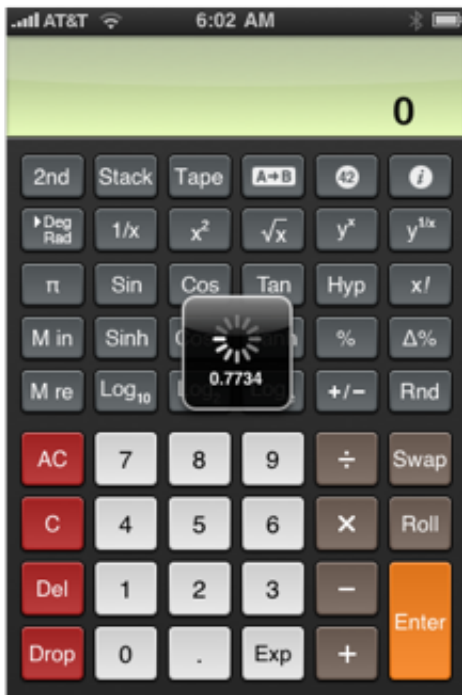 AT&T 6:02 AM
0
2nd Stack Tape A→B 42 i
▶Deg Rad 1/x x² √x yˣ y¹ᐟˣ
π Sin Cos Tan Hyp x!
M in Sinh % Δ%
0.7734
M re Log₁₀ +/− Rnd
AC 7 8 9 ÷ Swap
C 4 5 6 × Roll
Del 1 2 3 −
Enter
Drop 0 . Exp +